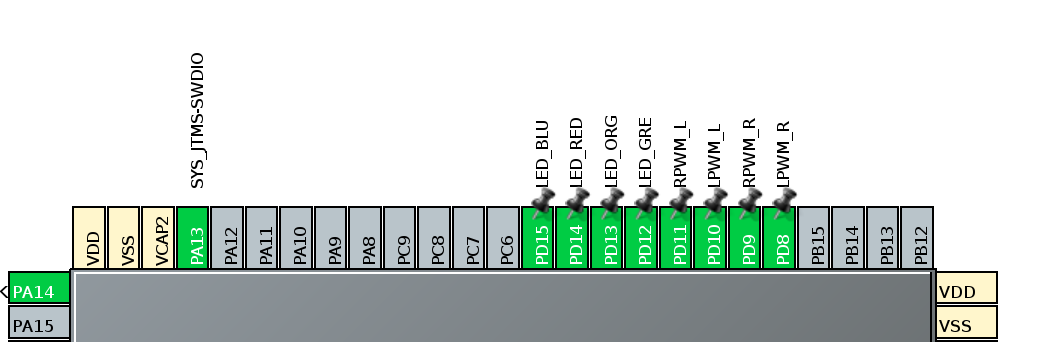 SYS_JTMS-SWDIO
LED_BLU
LED_RED
LED_ORG
LED_GRE
RPWM_L
LPWM_L
RPWM_R
LPWM_R
VDD
VSS
VCAP2
PA13
PA12
PA11
PA10
PA9
PA8
PC9
PC8
PC7
PC6
PD15
PD14
PD13
PD12
PD11
PD10
PD9
PD8
PB15
PB14
PB13
PB12
PA14
VDD
PA15
VSS